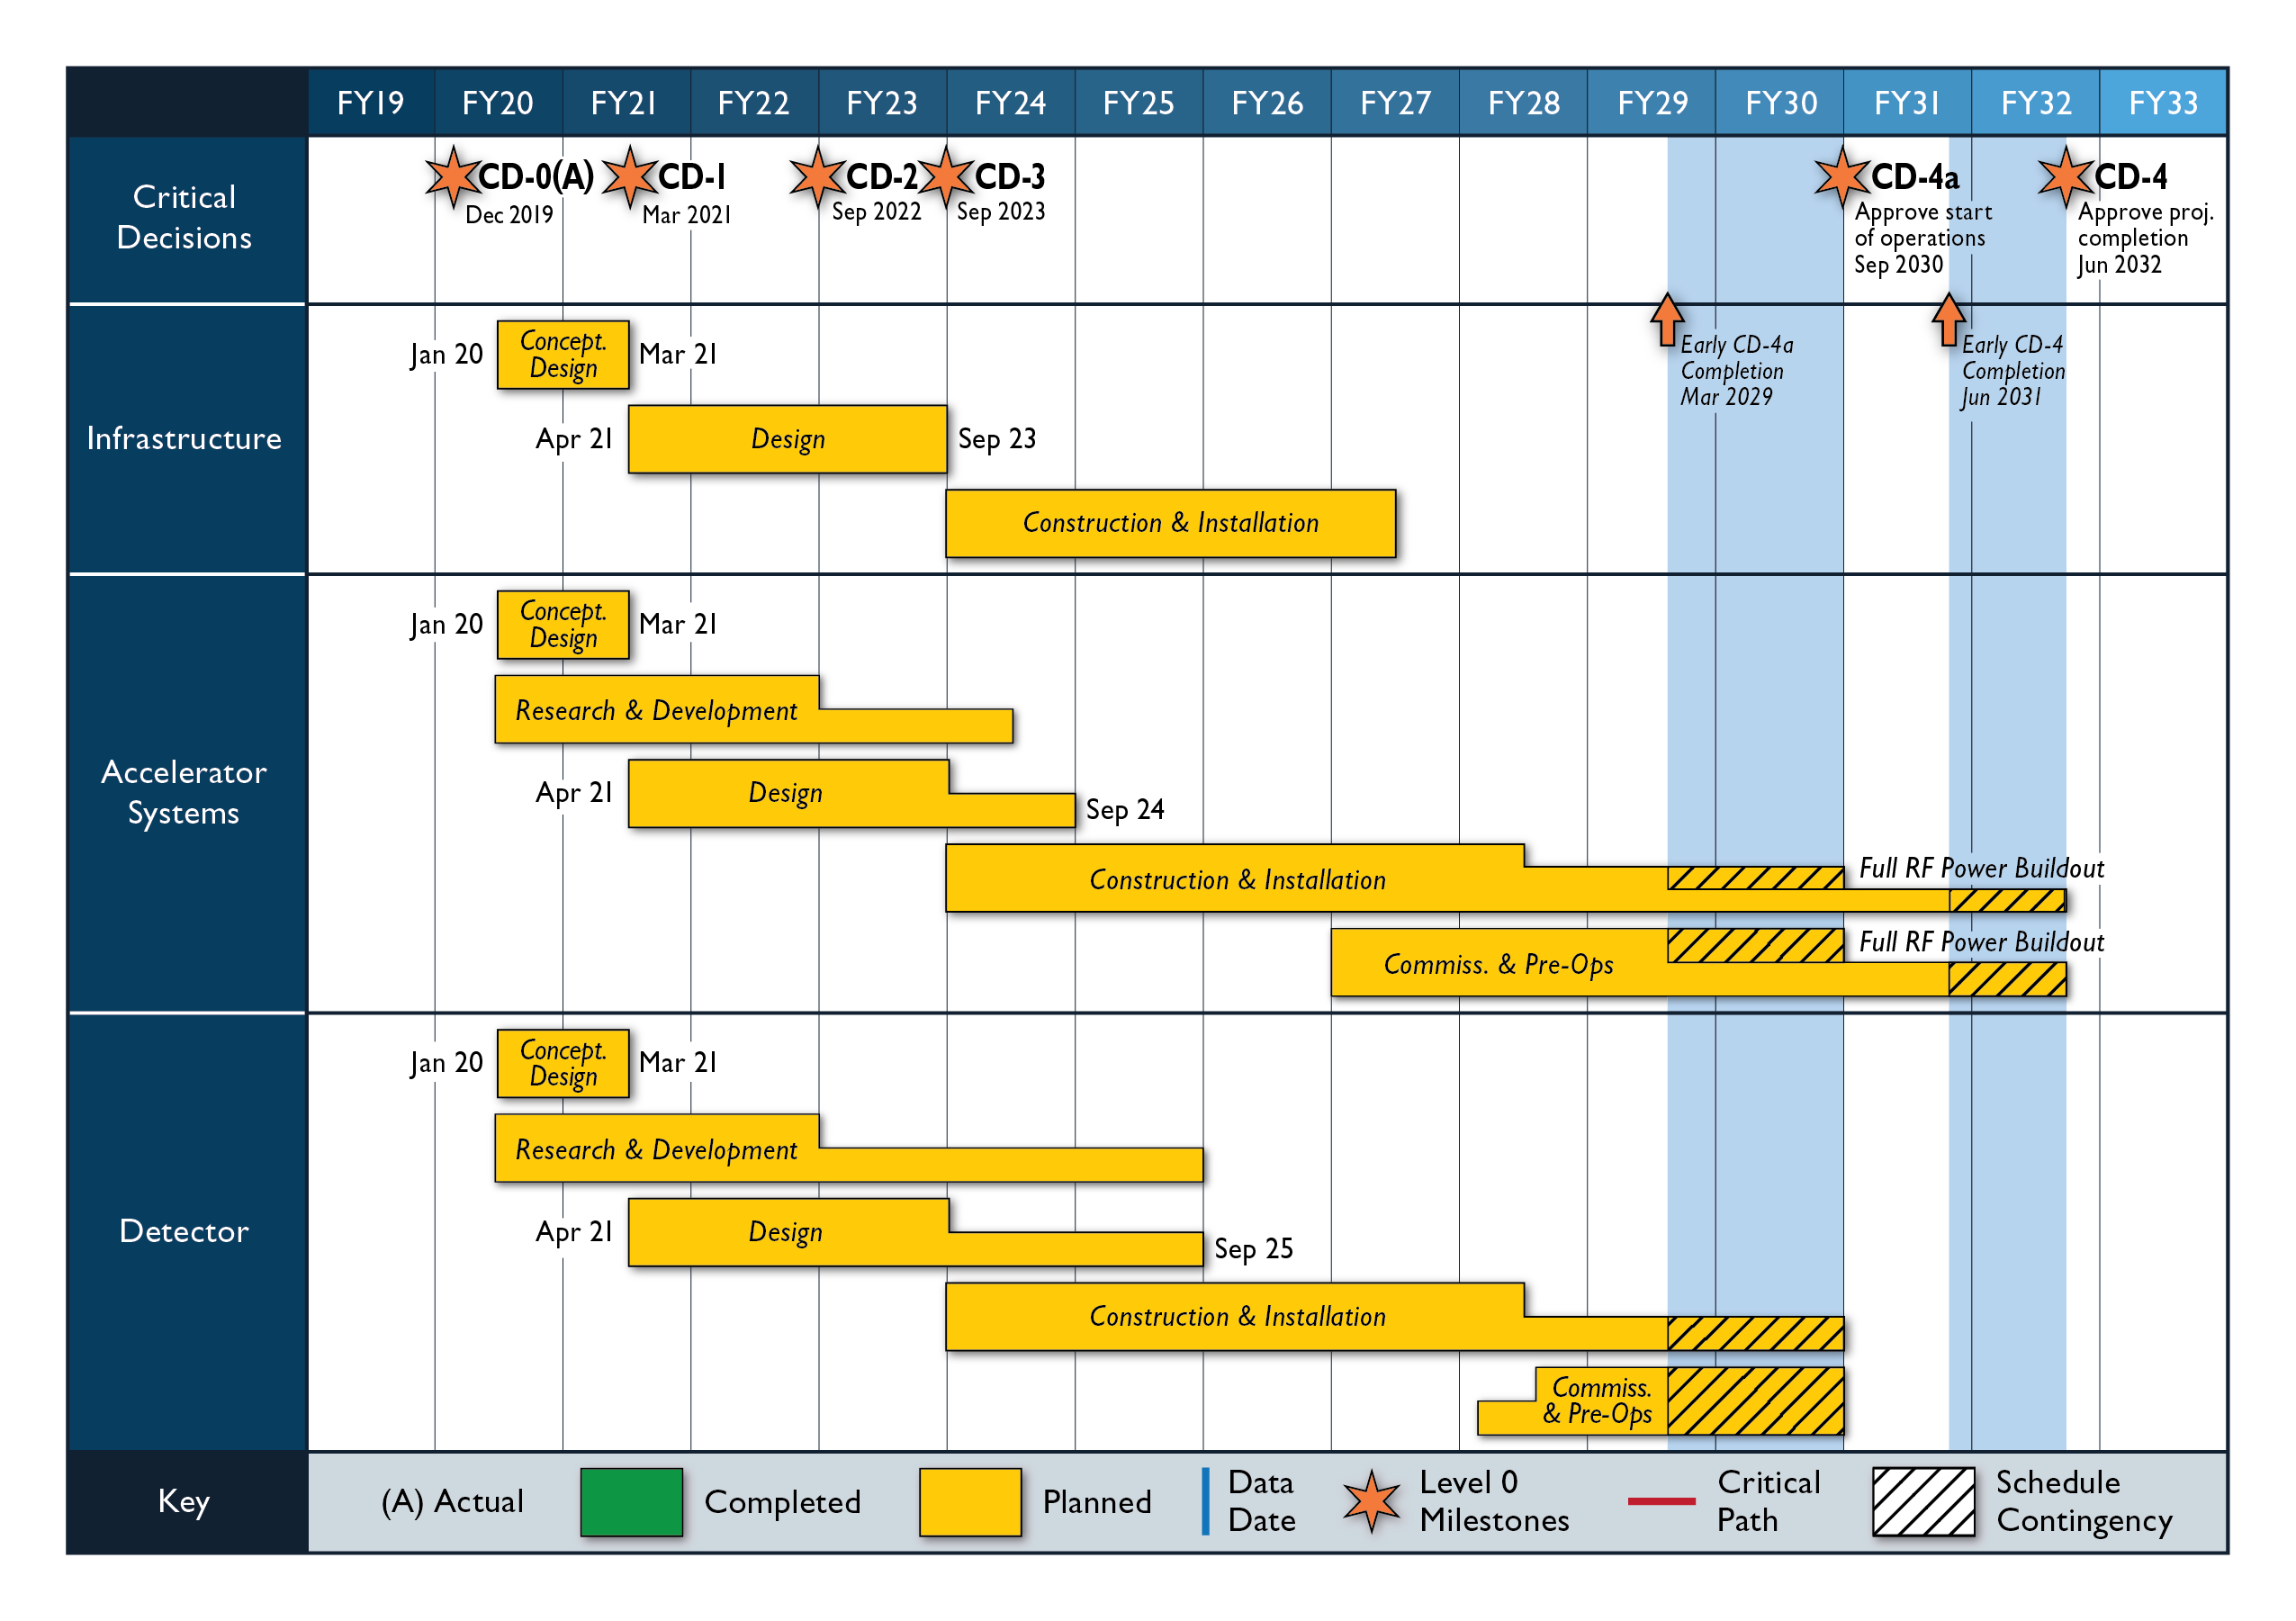 FY19 FY20 FY21 FY22 FY23 FY24 FY25 FY26 FY27 FY28 FY29 FY30 FY31 FY32 FY33
Critical
Decisions
CD-0(A)
Dec 2019
CD-1
Mar 2021
CD-2
Sep 2022
CD-3
Sep 2023
CD-4a
Approve start
of operations
Sep 2030
CD-4
Approve proj.
completion
Jun 2032
Early CD-4a
Completion
Mar 2029
Early CD-4
Completion
Jun 2031
Infrastructure
Jan 20
Concept.
Design
Mar 21
Apr 21
Design
Sep 23
Construction & Installation
Accelerator
Systems
Jan 20
Concept.
Design
Mar 21
Research & Development
Apr 21
Design
Sep 24
Construction & Installation
Full RF Power Buildout
Commiss. & Pre-Ops
Full RF Power Buildout
Detector
Jan 20
Concept.
Design
Mar 21
Research & Development
Apr 21
Design
Sep 25
Construction & Installation
Commiss.
& Pre-Ops
Key
(A) Actual
Completed
Planned
Data
Date
Level 0
Milestones
Critical
Path
Schedule
Contingency